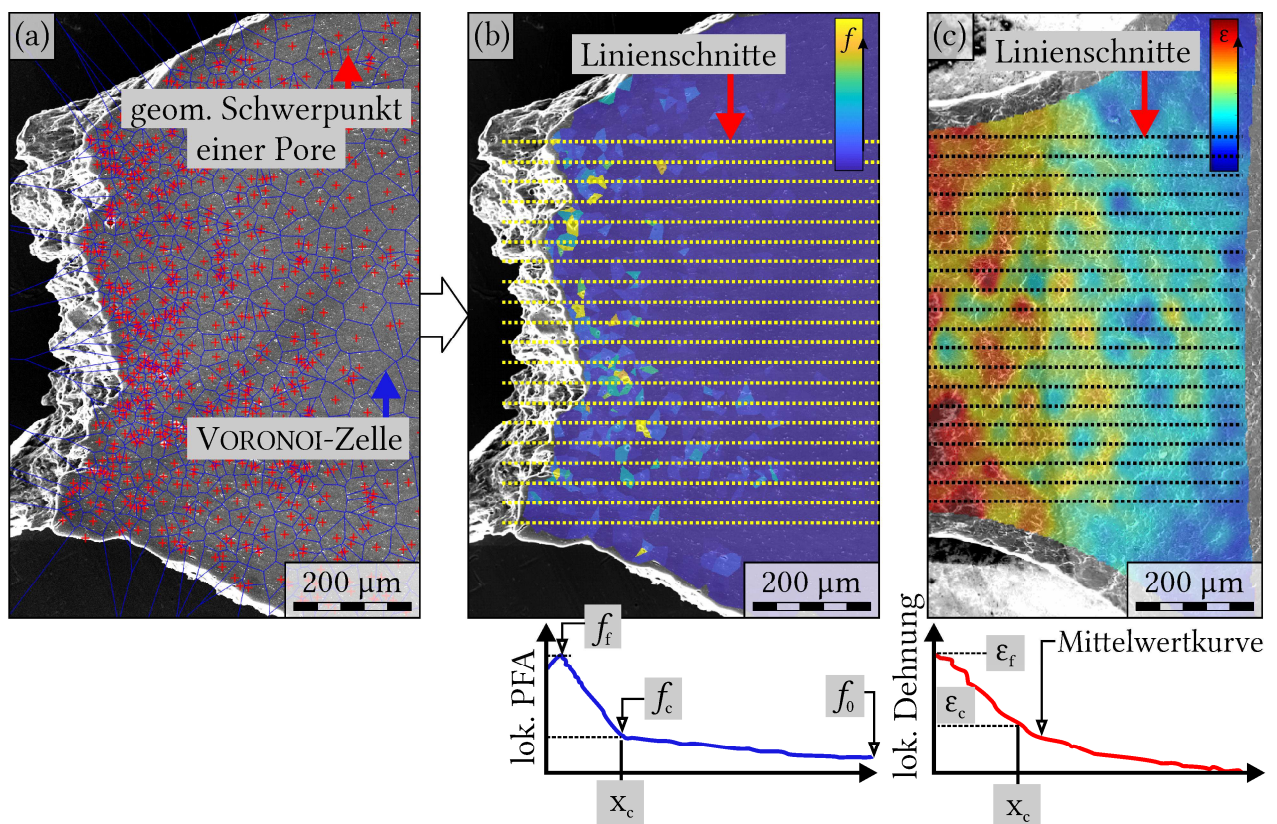 (a)
geom. Schwerpunkt
einer Pore
VORONOI-Zelle
200 µm
(b)
f
Linienschnitte
200 µm
(c)
ε
Linienschnitte
200 µm
lok. PFA
f_f
f_c
f_0
x_c
lok. Dehnung
ε_f
ε_c
Mittelwertkurve
x_c